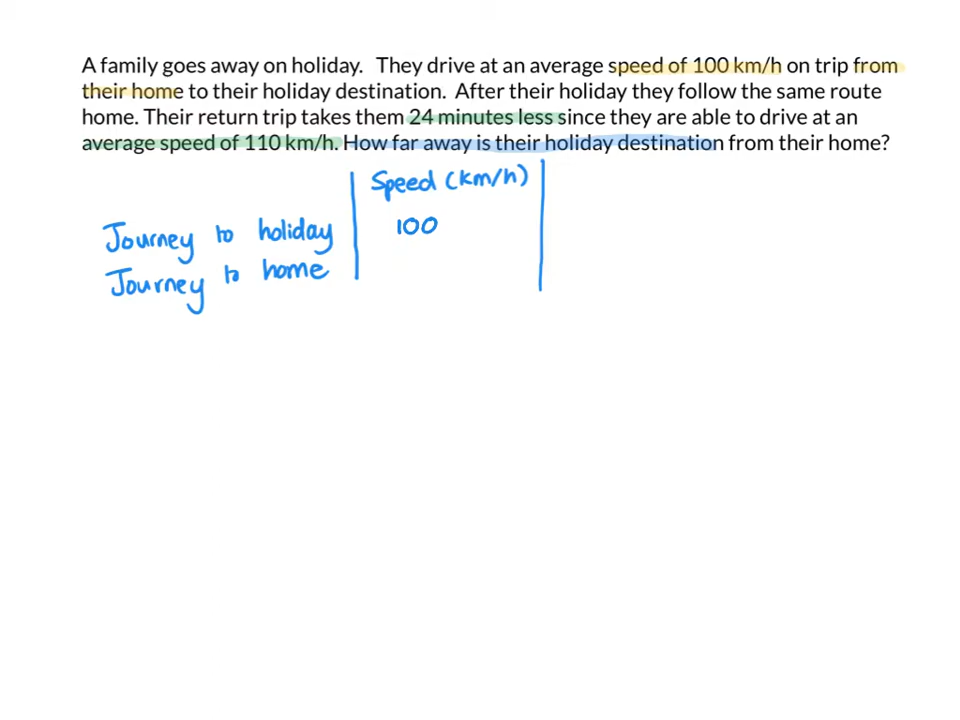 A family goes away on holiday. They drive at an average speed of 100 km/h on trip from
their home to their holiday destination. After their holiday they follow the same route
home. Their return trip takes them 24 minutes less since they are able to drive at an
average speed of 110 km/h. How far away is their holiday destination from their home?
Speed (km/h)
Journey to holiday 100
Journey to home